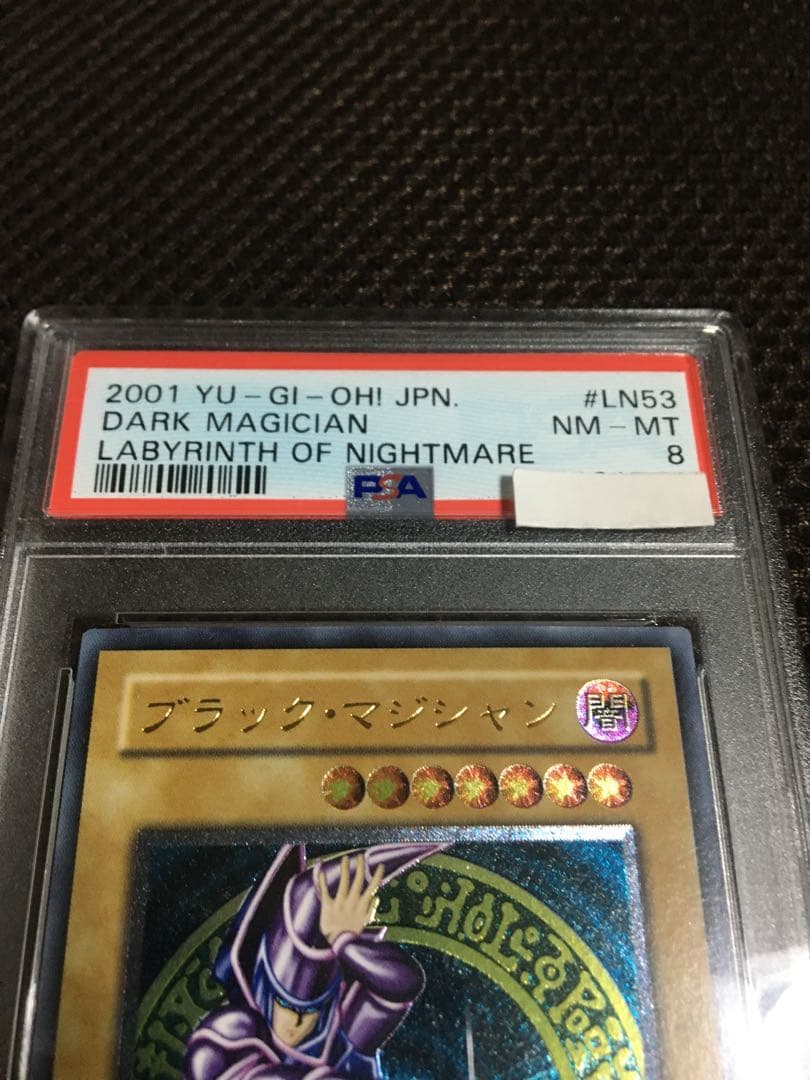 2001 YU-GI-OH! JPN. #LN53
DARK MAGICIAN NM-MT
LABYRINTH OF NIGHTMARE 8
PSA
ブラック・マジシャン 闇